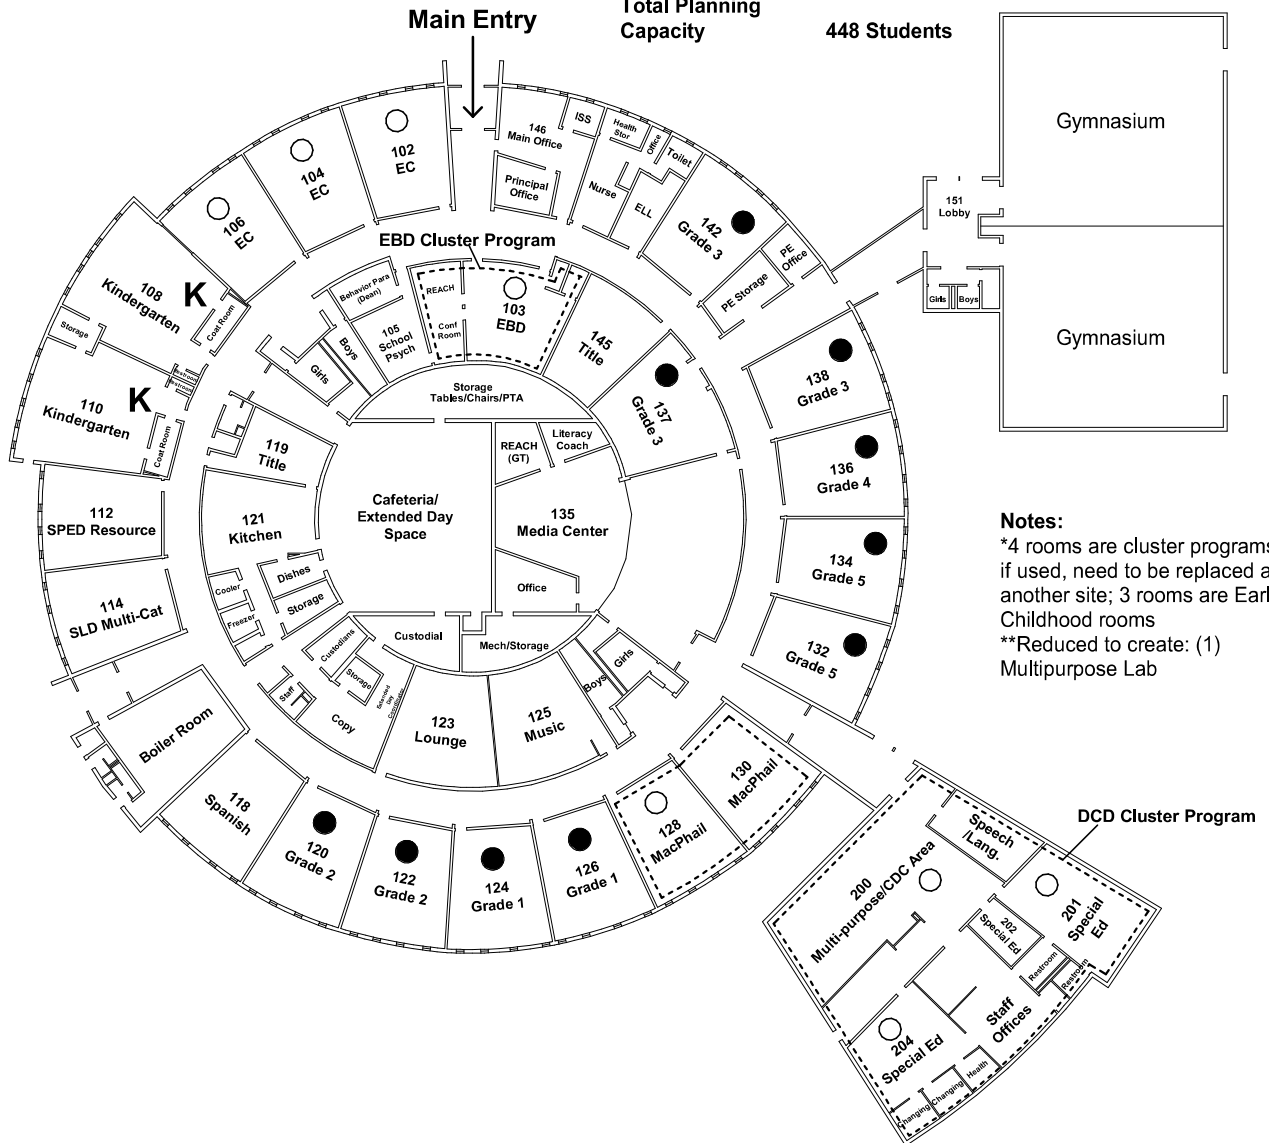 Total Planning
Capacity
448 Students
Main Entry
102
EC
104
EC
106
EC
146
Main Office
ISS
Health
Stor
Office
Toilet
Principal
Office
Nurse
ELL
142
Grade 3
PE
Office
PE Storage
151
Lobby
Girls
Boys
Gymnasium
Gymnasium
EBD Cluster Program
108
Kindergarten
K
Coat Room
Storage
110
Kindergarten
K
Coat Room
Behavior Para
(Dean)
105
School
Psych
REACH
Conf
Room
103
EBD
145
Title
137
Grade 3
Boys
Girls
Storage
Tables/Chairs/PTA
138
Grade 3
136
Grade 4
134
Grade 5
132
Grade 5
119
Title
121
Kitchen
Dishes
Storage
Cooler
Freezer
Cafeteria/
Extended Day
Space
REACH
(GT)
Literacy
Coach
135
Media Center
Office
112
SPED Resource
114
SLD Multi-Cat
Custodial
Mech/Storage
Custodians
Storage
Extended
Day
Coordinator
Staff
Copy
123
Lounge
125
Music
Boys
Girls
Boiler Room
118
Spanish
120
Grade 2
122
Grade 2
124
Grade 1
126
Grade 1
128
MacPhail
130
MacPhail
Notes:
*4 rooms are cluster programs
if used, need to be replaced a
another site; 3 rooms are Earl
Childhood rooms
**Reduced to create: (1)
Multipurpose Lab
DCD Cluster Program
Speech
/Lang.
200
Multi-purpose/CDC Area
201
Special
Ed
202
Special Ed
Restroom
Restroom
Staff
Offices
204
Special Ed
Health
Changing
Changing